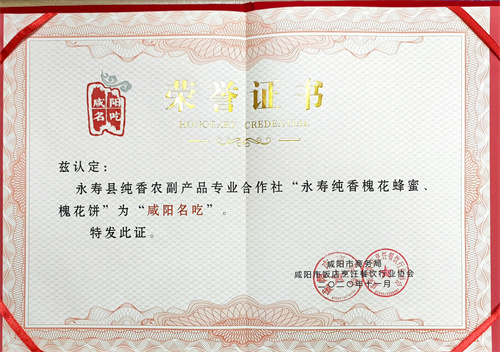 咸阳名吃
荣誉证书
HONORARY CREDENTIAL
兹认定：
永寿县纯香农副产品专业合作社“永寿纯香槐花蜂蜜、
槐花饼”为“咸阳名吃”。
特发此证。
咸阳市商务局
咸阳市饭店烹饪餐饮行业协会
二〇二〇年十一月